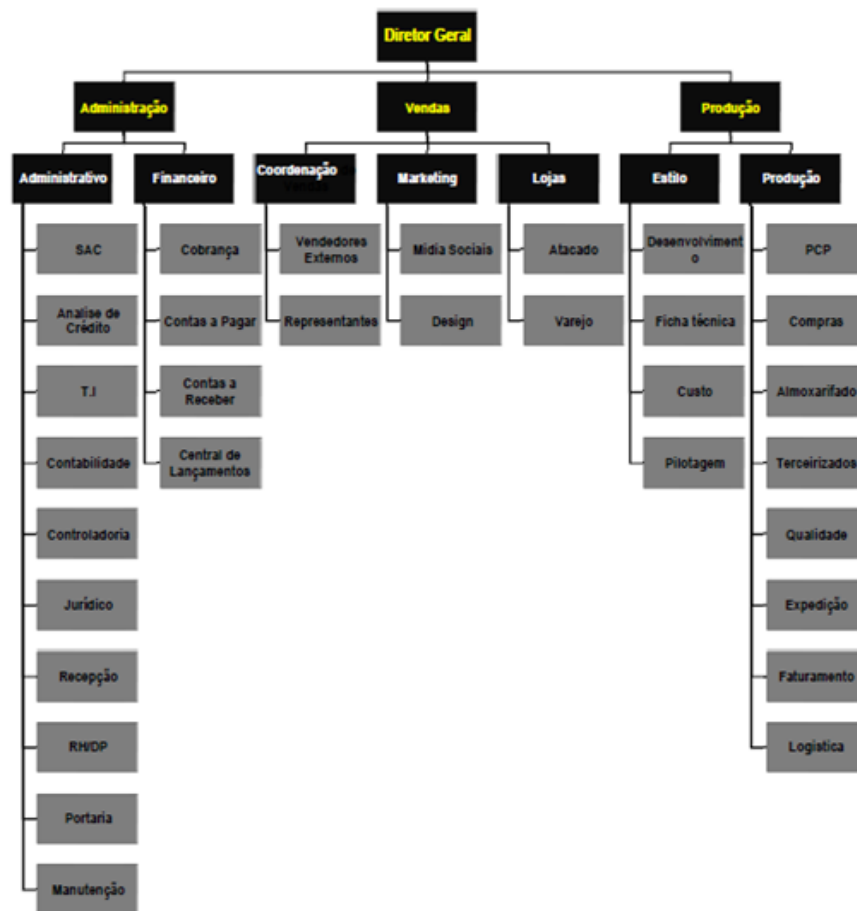 Diretor Geral
Administração
Vendas
Produção
Administrativo
Financeiro
Coordenação de
Vendas
Marketing
Lojas
Estilo
Produção
SAC
Cobrança
Vendedores
Externos
Mídia Sociais
Atacado
Desenvolviment
o
PCP
Analise de
Crédito
Contas a Pagar
Representantes
Design
Varejo
Ficha técnica
Compras
T.I
Contas a
Receber
Custo
Almoxarifado
Contabilidade
Central de
Lançamentos
Pilotagem
Terceirizados
Controladoria
Qualidade
Jurídico
Expedição
Recepção
Faturamento
RH/DP
Logistica
Portaria
Manutenção